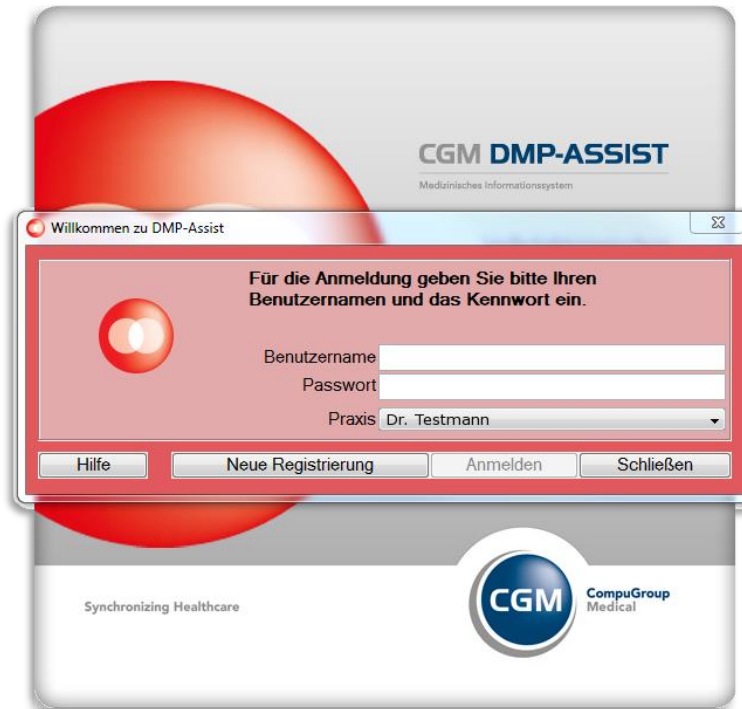 CGM DMP-ASSIST
Medizinisches Informationssystem
Willkommen zu DMP-Assist
Für die Anmeldung geben Sie bitte Ihren
Benutzernamen und das Kennwort ein.
Benutzername
Passwort
Praxis Dr. Testmann
Hilfe Neue Registrierung Anmelden Schließen
Synchronizing Healthcare
CGM
CompuGroup
Medical